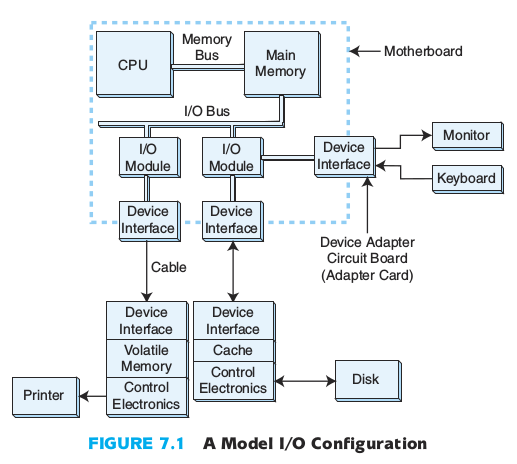 Memory
Bus
CPU
Main
Memory
Motherboard
I/O Bus
I/O
Module
I/O
Module
Device
Interface
Monitor
Keyboard
Device
Interface
Device
Interface
Device Adapter
Circuit Board
(Adapter Card)
Cable
Device
Interface
Volatile
Memory
Control
Electronics
Device
Interface
Cache
Control
Electronics
Printer
Disk
FIGURE 7.1 A Model I/O Configuration